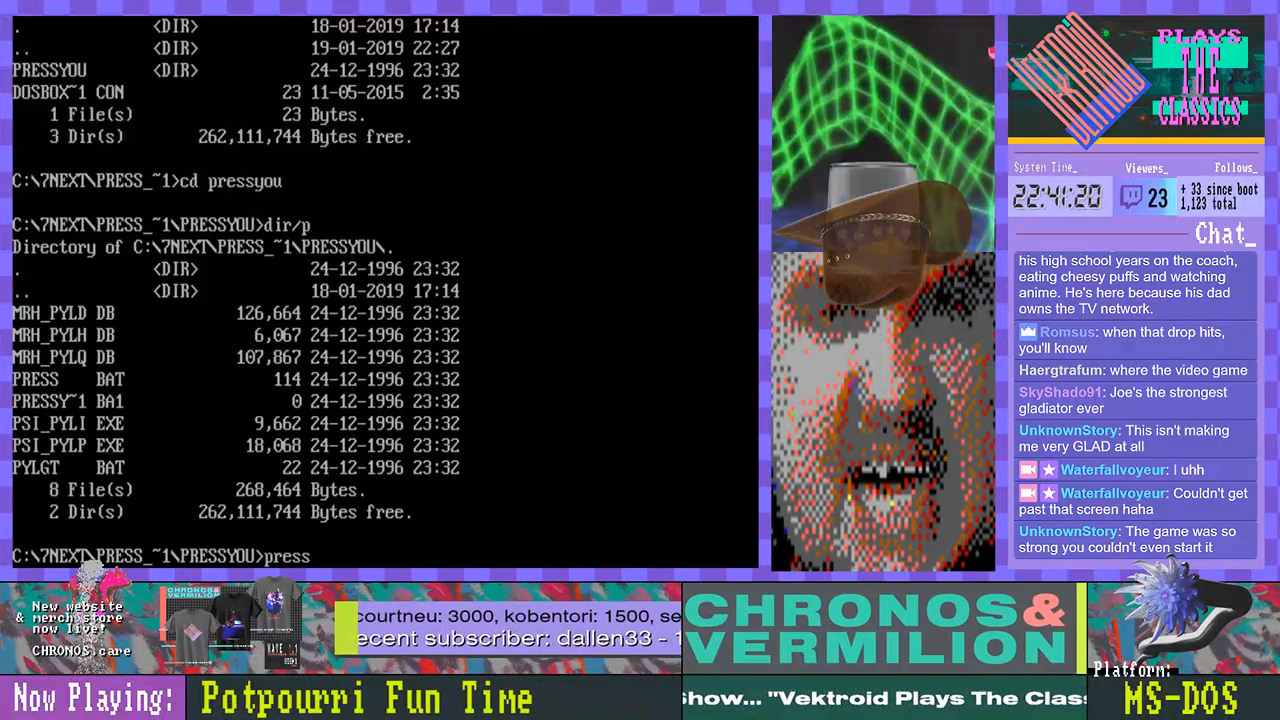 . <DIR> 18-01-2019 17:14
.. <DIR> 19-01-2019 22:27
PRESSYOU <DIR> 24-12-1996 23:32
DOSBOX~1 CON 23 11-05-2015 2:35
1 File(s) 23 Bytes.
3 Dir(s) 262,111,744 Bytes free.
C:\7NEXT\PRESS_~1>cd pressyou
C:\7NEXT\PRESS_~1\PRESSYOU>dir/p
Directory of C:\7NEXT\PRESS_~1\PRESSYOU\.
. <DIR> 24-12-1996 23:32
.. <DIR> 18-01-2019 17:14
MRH_PYLD DB 126,664 24-12-1996 23:32
MRH_PYLH DB 6,067 24-12-1996 23:32
MRH_PYLQ DB 107,867 24-12-1996 23:32
PRESS BAT 114 24-12-1996 23:32
PRESSY~1 BA1 0 24-12-1996 23:32
PSI_PYLI EXE 9,662 24-12-1996 23:32
PSI_PYLP EXE 18,068 24-12-1996 23:32
PYLGT BAT 22 24-12-1996 23:32
8 File(s) 268,464 Bytes.
2 Dir(s) 262,111,744 Bytes free.
C:\7NEXT\PRESS_~1\PRESSYOU>press
PLAYS
THE
CLASSICS
System Time_ Viewers_ Follows_
22:41:20 23 + 33 since boot
1,123 total
Chat_
his high school years on the coach,
eating cheesy puffs and watching
anime. He's here because his dad
owns the TV network.
Romsus: when that drop hits,
you'll know
Haergtrafum: where the video game
SkyShado91: Joe's the strongest
gladiator ever
UnknownStory: This isn't making
me very GLAD at all
Waterfallvoyeur: I uhh
Waterfallvoyeur: Couldn't get
past that screen haha
UnknownStory: The game was so
strong you couldn't even start it
New website
& merch store
now live!
CHRONOS.care
courtneu: 3000, kobentori: 1500, se
ecent subscriber: dallen33 - 1
CHRONOS&
VERMILION
Platform:
MS-DOS
Now Playing: Potpourri Fun Time
Show... "Vektroid Plays The Clas